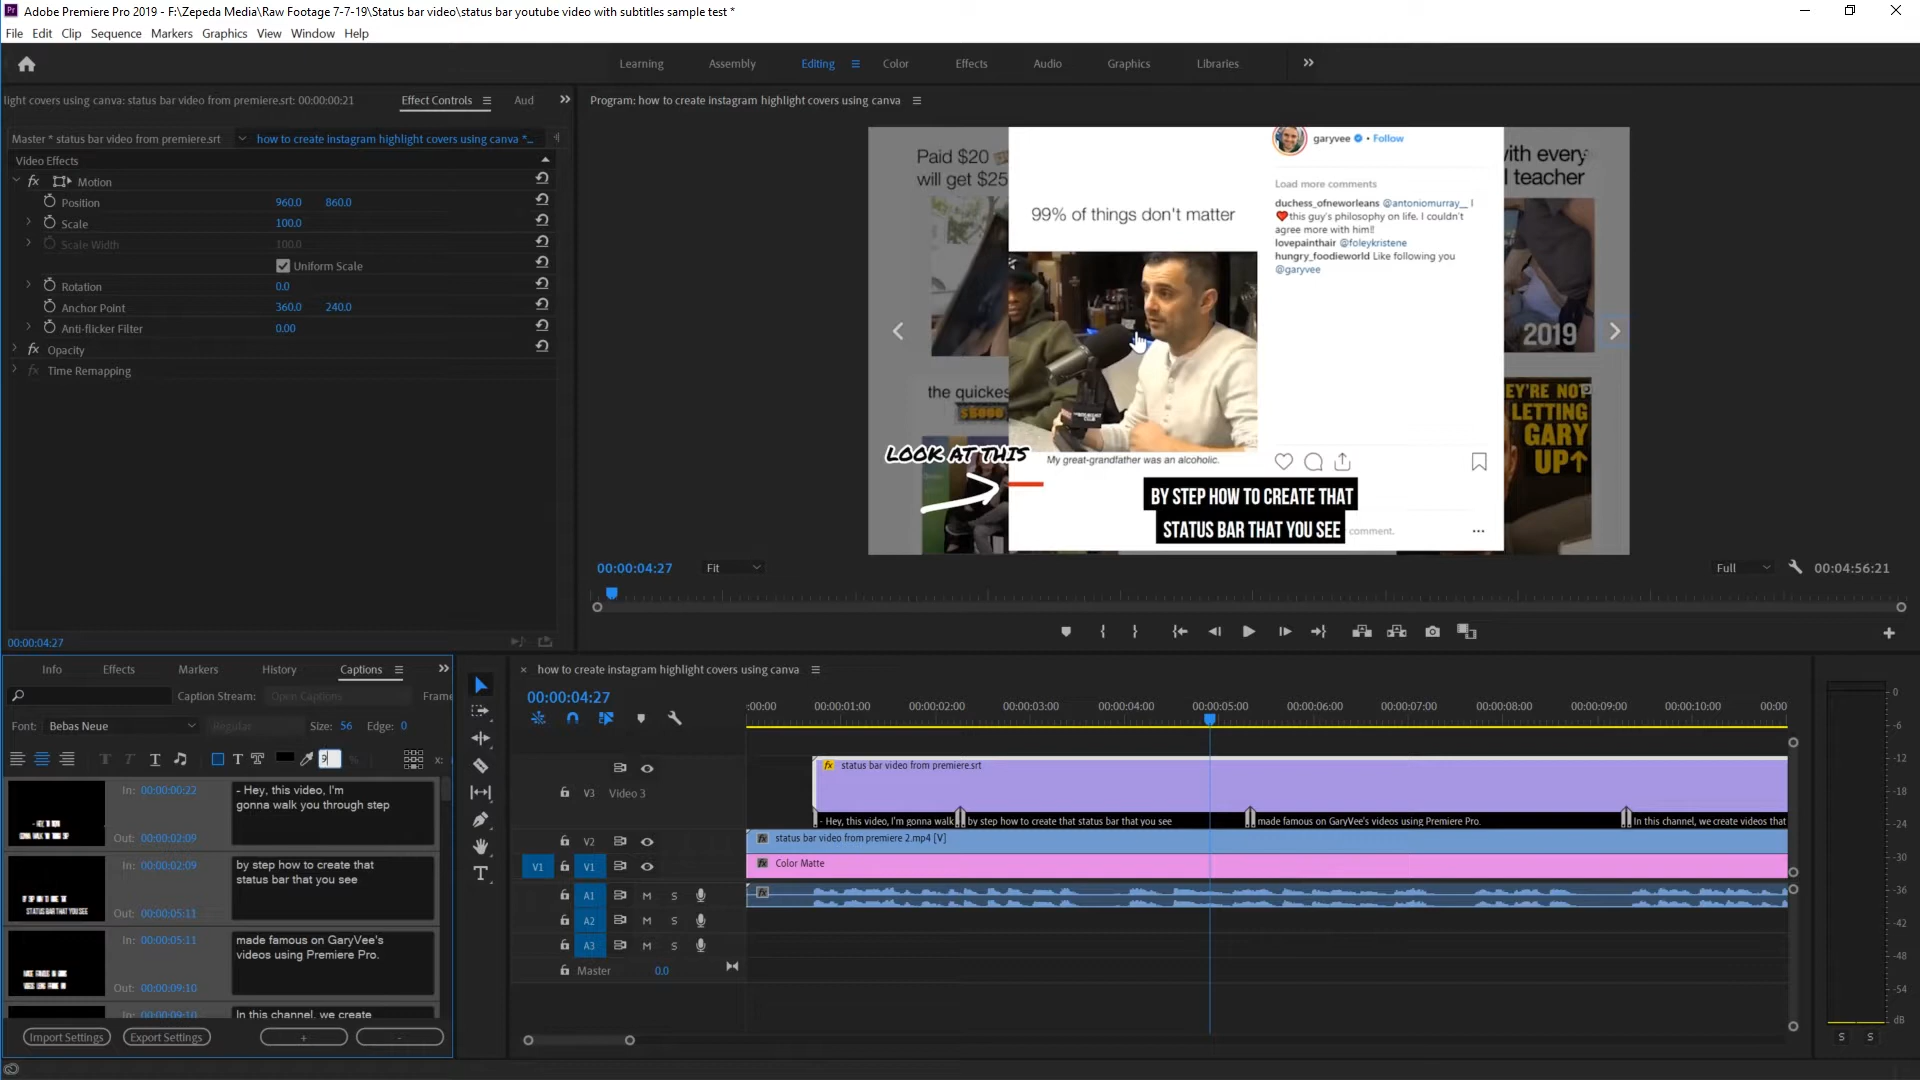 Adobe Premiere Pro 2019 - F:\Zepeda Media\Raw Footage 7-7-19\Status bar video\status bar youtube video with subtitles sample test *
File Edit Clip Sequence Markers Graphics View Window Help
Learning Assembly Editing Color Effects Audio Graphics Libraries
light covers using canva: status bar video from premiere.srt: 00:00:00:21
Effect Controls
Aud
Master * status bar video from premiere.srt
how to create instagram highlight covers using canva *...
Video Effects
fx Motion
Position 960.0 860.0
Scale 100.0
Scale Width 100.0
Uniform Scale
Rotation 0.0
Anchor Point 360.0 240.0
Anti-flicker Filter 0.00
fx Opacity
fx Time Remapping
00:00:04:27
Program: how to create instagram highlight covers using canva
Paid $20
will get $25
the quickes
$5000
LOOK AT THIS
99% of things don't matter
My great-grandfather was an alcoholic.
garyvee • Follow
Load more comments
duchess_ofneworleans @antoniomurray__ I
this guy's philosophy on life. I couldn't
agree more with him!!
lovepainthair @foleykristene
hungry_foodieworld Like following you
@garyvee
with every
teacher
2019
EY'RE NOT
LETTING
GARY
UP↑
BY STEP HOW TO CREATE THAT
STATUS BAR THAT YOU SEE
comment.
00:00:04:27 Fit Full 00:04:56:21
Info Effects Markers History Captions
Caption Stream: Open Captions Frame
Font: Bebas Neue Regular Size: 56 Edge: 0
9
x:
In: 00:00:00:22
- Hey, this video, I'm
gonna walk you through step
Out: 00:00:02:09
In: 00:00:02:09
by step how to create that
status bar that you see
Out: 00:00:05:11
In: 00:00:05:11
made famous on GaryVee's
videos using Premiere Pro.
Out: 00:00:09:10
In: 00:00:09:10
In this channel, we create
Import Settings Export Settings + -
how to create instagram highlight covers using canva
00:00:04:27
:00:00 00:00:01:00 00:00:02:00 00:00:03:00 00:00:04:00 00:00:05:00 00:00:06:00 00:00:07:00 00:00:08:00 00:00:09:00 00:00:10:00 00:00
fx status bar video from premiere.srt
V3 Video 3
- Hey, this video, I'm gonna walk by step how to create that status bar that you see made famous on GaryVee's videos using Premiere Pro. In this channel, we create videos that
V2 fx status bar video from premiere 2.mp4 [V]
V1 V1 fx Color Matte
A1 M S fx
A2 M S
A3 M S
Master 0.0
0
-6
-12
-18
-24
-30
-36
-42
-48
-54
dB
S S